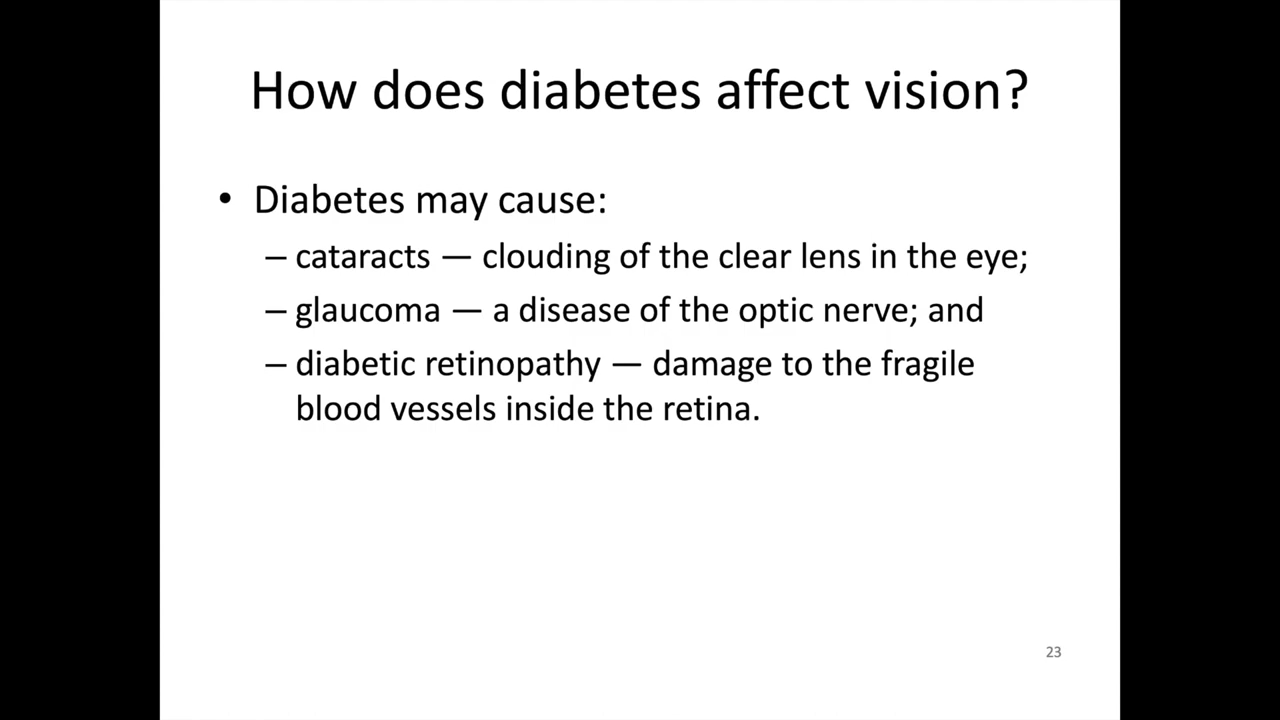 How does diabetes affect vision?
• Diabetes may cause:
– cataracts — clouding of the clear lens in the eye;
– glaucoma — a disease of the optic nerve; and
– diabetic retinopathy — damage to the fragile
blood vessels inside the retina.
23